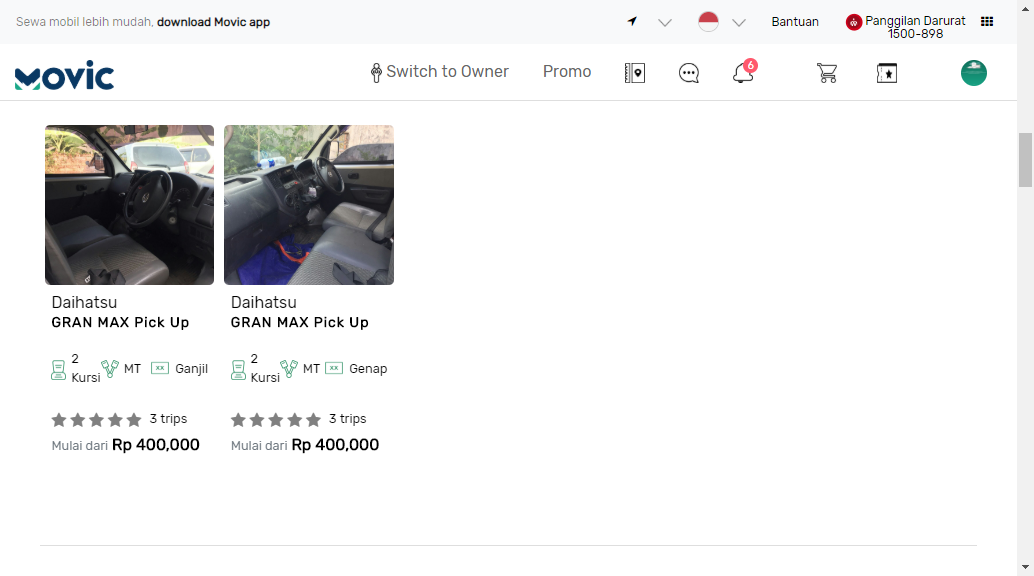 Sewa mobil lebih mudah, download Movic app
Bantuan
Panggilan Darurat
1500-898
MOVIC
Switch to Owner
Promo
6
Daihatsu
GRAN MAX Pick Up
2
Kursi
MT
xx
Ganjil
3 trips
Mulai dari Rp 400,000
Daihatsu
GRAN MAX Pick Up
2
Kursi
MT
xx
Genap
3 trips
Mulai dari Rp 400,000